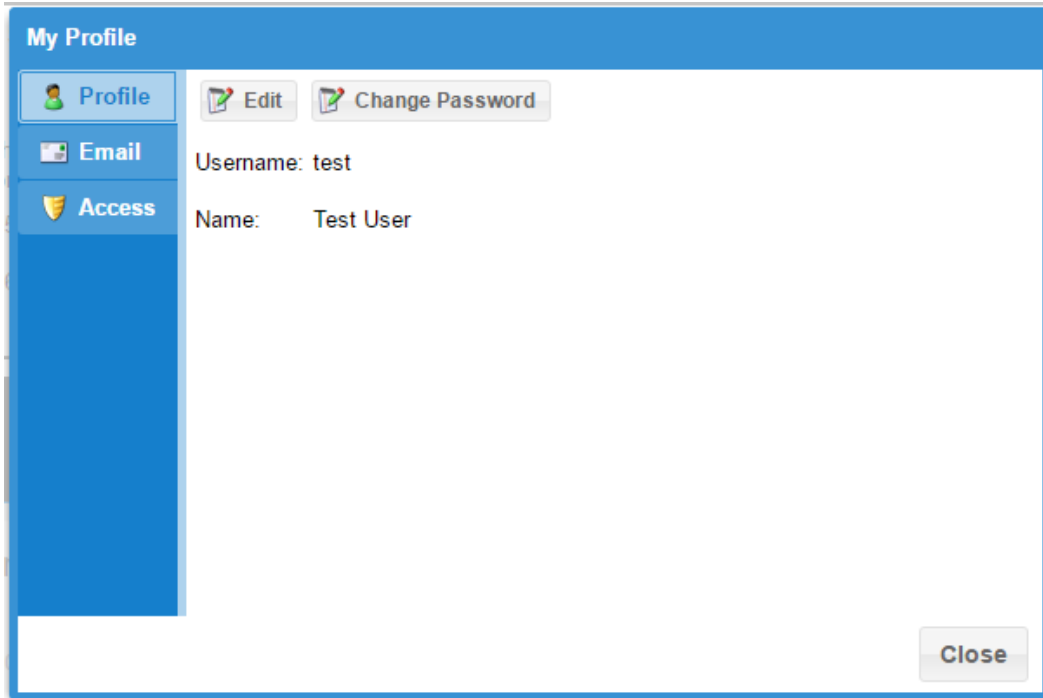 My Profile
Profile
Email
Access
Edit Change Password
Username: test
Name: Test User
Close